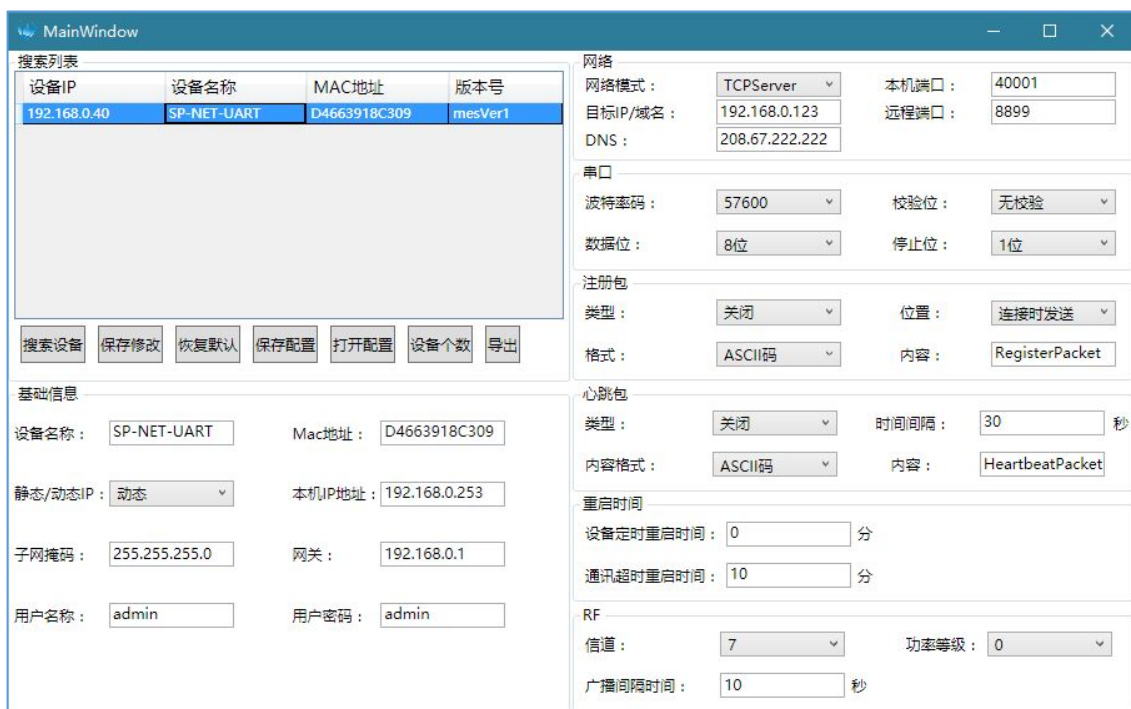 MainWindow
搜索列表
设备IP 设备名称 MAC地址 版本号
192.168.0.40 SP-NET-UART D4663918C309 mesVer1
搜索设备 保存修改 恢复默认 保存配置 打开配置 设备个数 导出
基础信息
设备名称： SP-NET-UART Mac地址： D4663918C309
静态/动态IP： 动态 本机IP地址： 192.168.0.253
子网掩码： 255.255.255.0 网关： 192.168.0.1
用户名称： admin 用户密码： admin
网络
网络模式： TCPServer 本机端口： 40001
目标IP/域名： 192.168.0.123 远程端口： 8899
DNS： 208.67.222.222
串口
波特率码： 57600 校验位： 无校验
数据位： 8位 停止位： 1位
注册包
类型： 关闭 位置： 连接时发送
格式： ASCII码 内容： RegisterPacket
心跳包
类型： 关闭 时间间隔： 30 秒
内容格式： ASCII码 内容： HeartbeatPacket
重启时间
设备定时重启时间： 0 分
通讯超时重启时间： 10 分
RF
信道： 7 功率等级： 0
广播间隔时间： 10 秒